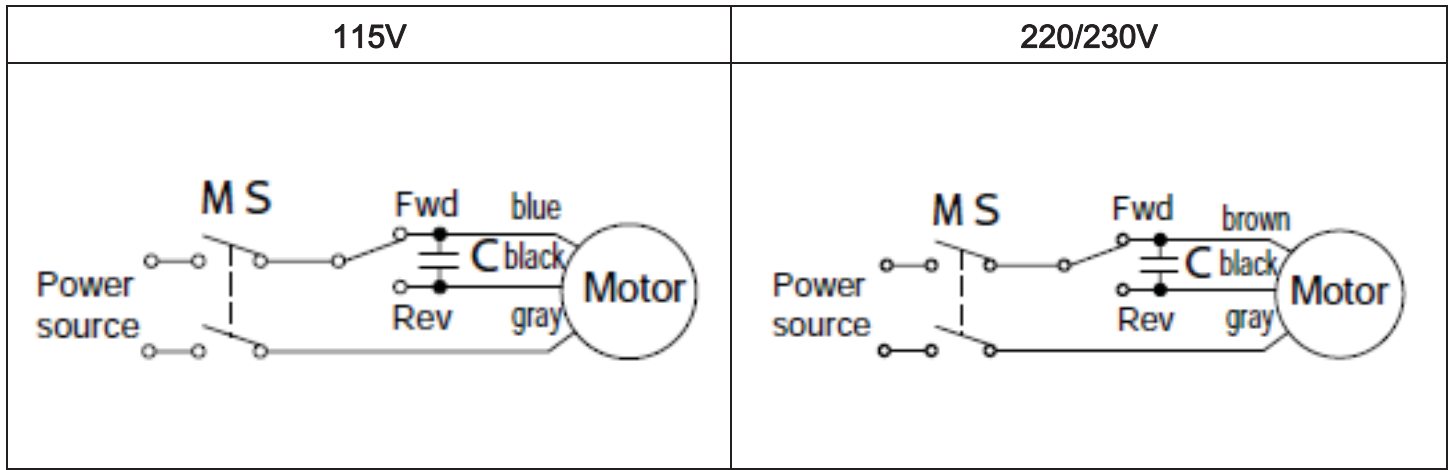 115V
220/230V
M S
Fwd
blue
C
black
Motor
Power
source
Rev
gray
M S
Fwd
brown
C
black
Motor
Power
source
Rev
gray